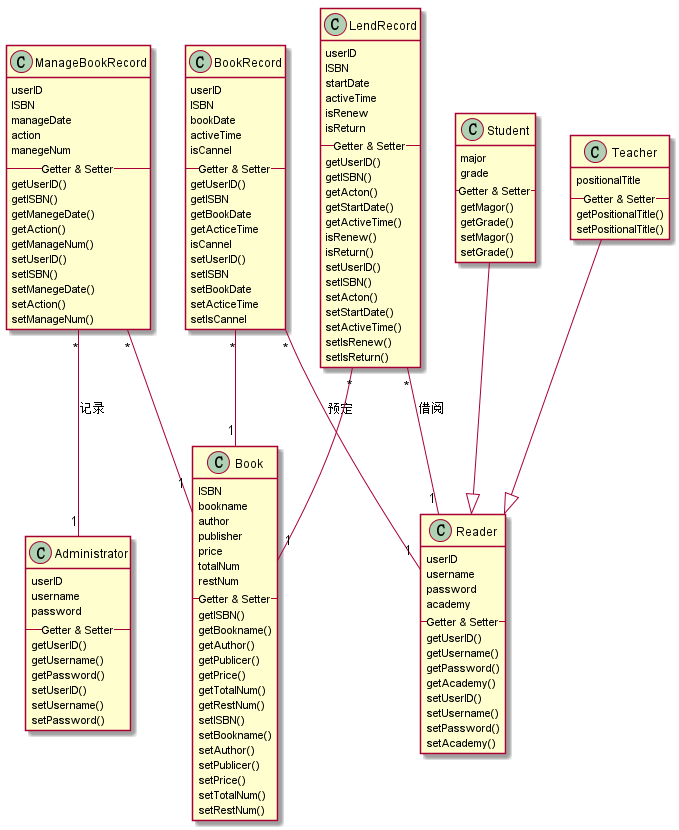 C ManageBookRecord
userID
ISBN
manageDate
action
manegeNum
Getter & Setter
getUserID()
getISBN()
getManegeDate()
getAction()
getManageNum()
setUserID()
setISBN()
setManegeDate()
setAction()
setManageNum()
C BookRecord
userID
ISBN
bookDate
activeTime
isCannel
Getter & Setter
getUserID()
getISBN
getBookDate
getActiceTime
isCannel
setUserID()
setISBN
setBookDate
setActiceTime
setIsCannel
C LendRecord
userID
ISBN
startDate
activeTime
isRenew
isReturn
Getter & Setter
getUserID()
getISBN()
getActon()
getStartDate()
getActiveTime()
isRenew()
isReturn()
setUserID()
setISBN()
setActon()
setStartDate()
setActiveTime()
setIsRenew()
setIsReturn()
C Student
major
grade
Getter & Setter
getMagor()
getGrade()
setMagor()
setGrade()
C Teacher
positionalTitle
Getter & Setter
getPositionalTitle()
setPositionalTitle()
*
*
*
*
*
*
记录
预定
借阅
1
1
1
1
1
1
C Administrator
userID
username
password
Getter & Setter
getUserID()
getUsername()
getPassword()
setUserID()
setUsername()
setPassword()
C Book
ISBN
bookname
author
publisher
price
totalNum
restNum
Getter & Setter
getISBN()
getBookname()
getAuthor()
getPublicer()
getPrice()
getTotalNum()
getRestNum()
setISBN()
setBookname()
setAuthor()
setPublicer()
setPrice()
setTotalNum()
setRestNum()
C Reader
userID
username
password
academy
Getter & Setter
getUserID()
getUsername()
getPassword()
getAcademy()
setUserID()
setUsername()
setPassword()
setAcademy()